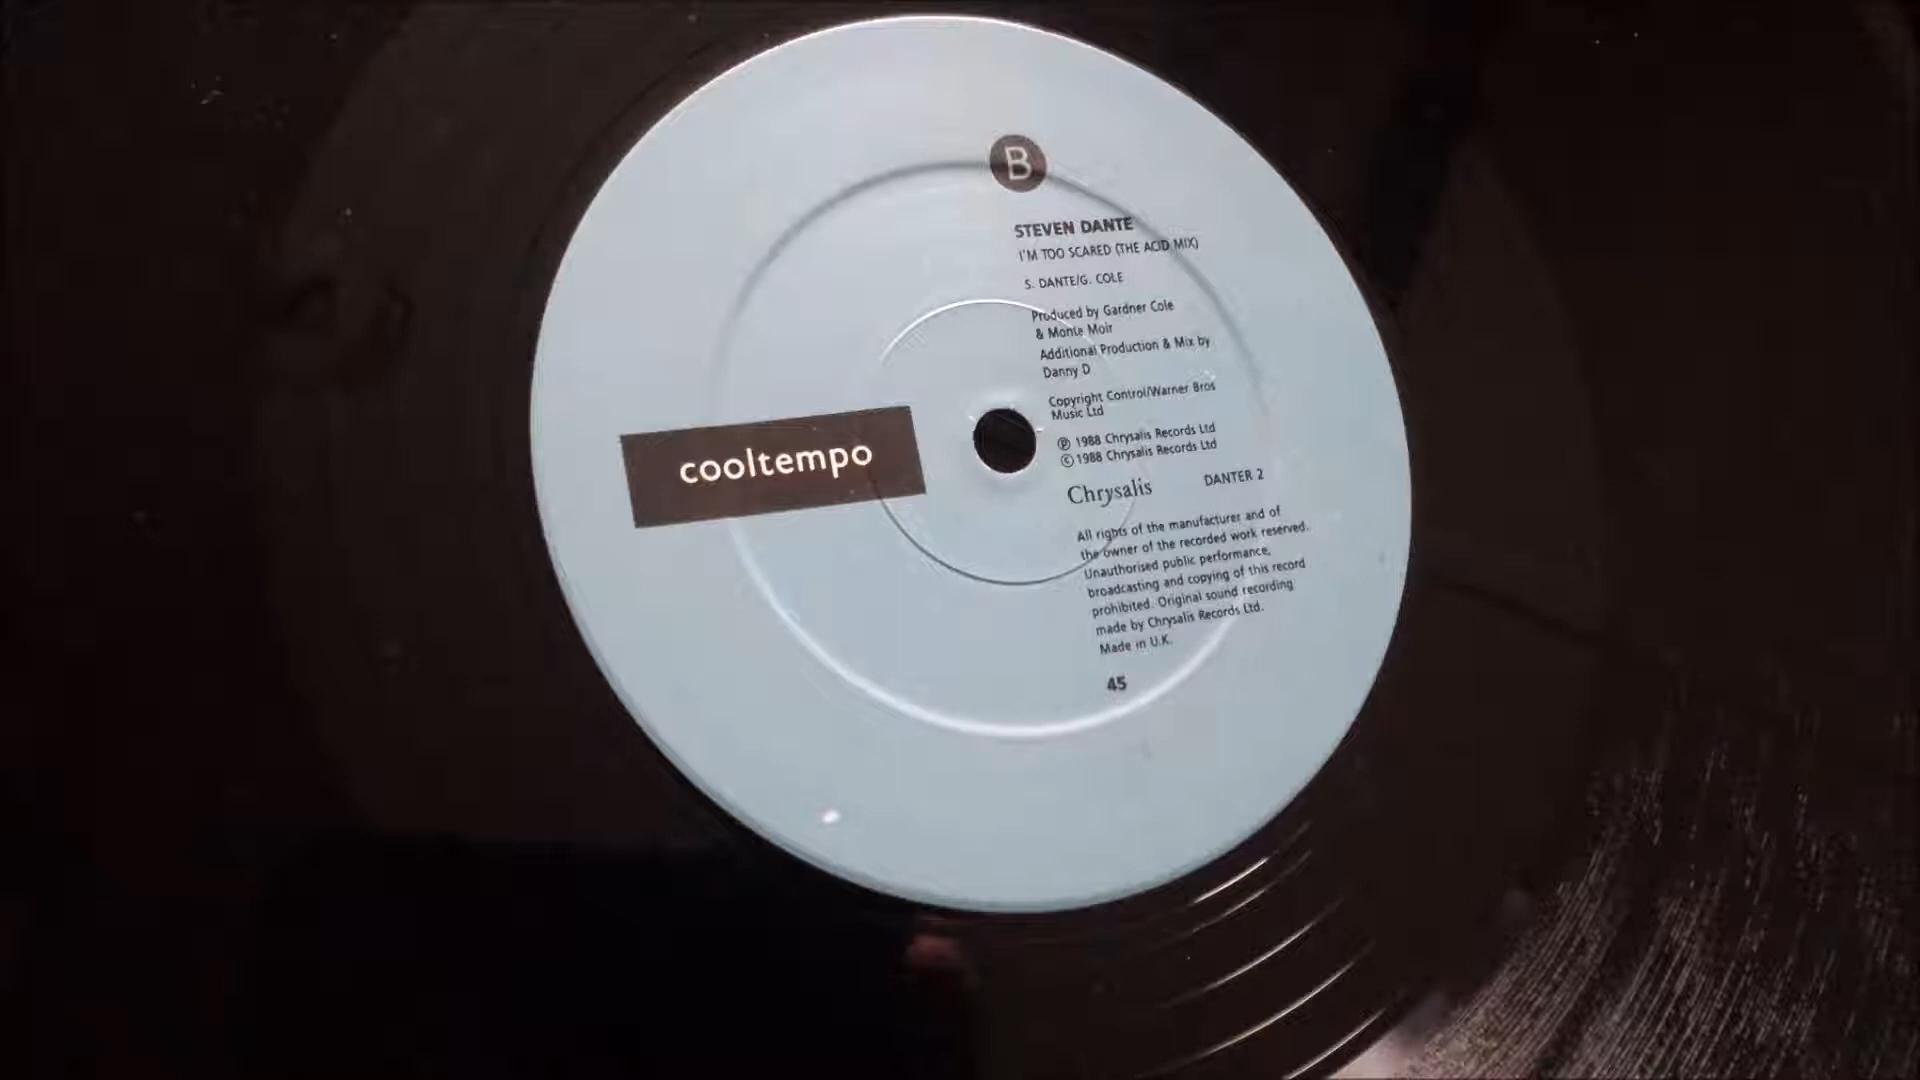 B
STEVEN DANTE
I'M TOO SCARED (THE ACID MIX)
S. DANTE/G. COLE
Produced by Gardner Cole
& Monte Moir
Additional Production & Mix by
Danny D
Copyright Control/Warner Bros
Music Ltd
℗ 1988 Chrysalis Records Ltd
© 1988 Chrysalis Records Ltd
cooltempo
Chrysalis DANTER 2
All rights of the manufacturer and of
the owner of the recorded work reserved.
Unauthorised public performance,
broadcasting and copying of this record
prohibited. Original sound recording
made by Chrysalis Records Ltd.
Made in U.K.
45